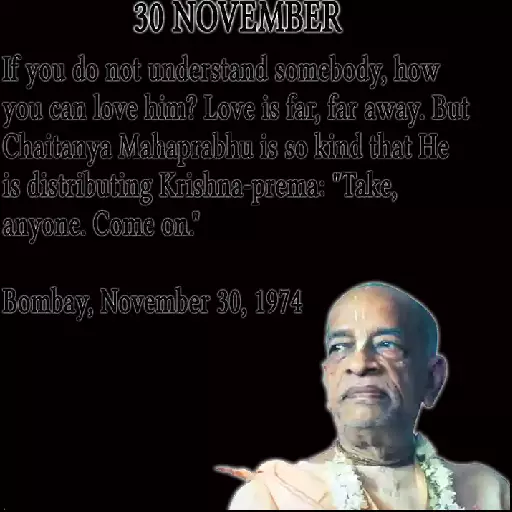 30 NOVEMBER
If you do not understand somebody, how
you can love him? Love is far, far away. But
Chaitanya Mahaprabhu is so kind that He
is distributing Krishna-prema: "Take,
anyone. Come on."
Bombay, November 30, 1974